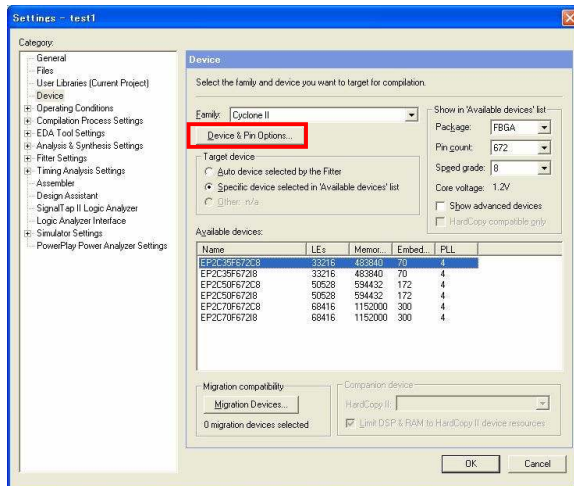 Settings - test1
Category:
General
Files
User Libraries (Current Project)
Device
Operating Conditions
Compilation Process Settings
EDA Tool Settings
Analysis & Synthesis Settings
Fitter Settings
Timing Analysis Settings
Assembler
Design Assistant
SignalTap II Logic Analyzer
Logic Analyzer Interface
Simulator Settings
PowerPlay Power Analyzer Settings
Device
Select the family and device you want to target for compilation.
Family: Cyclone II
Device & Pin Options...
Target device
Auto device selected by the Fitter
Specific device selected in 'Available devices' list
Other: n/a
Show in 'Available devices' list
Package: FBGA
Pin count: 672
Speed grade: 8
Core voltage: 1.2V
Show advanced devices
HardCopy compatible only
Available devices:
Name LEs Memor... Embed... PLL
EP2C35F672C8 33216 483840 70 4
EP2C35F672I8 33216 483840 70 4
EP2C50F672C8 50528 594432 172 4
EP2C50F672I8 50528 594432 172 4
EP2C70F672C8 68416 1152000 300 4
EP2C70F672I8 68416 1152000 300 4
Migration compatibility
Migration Devices...
0 migration devices selected
Companion device
HardCopy II:
Limit DSP & RAM to HardCopy II device resources
OK Cancel